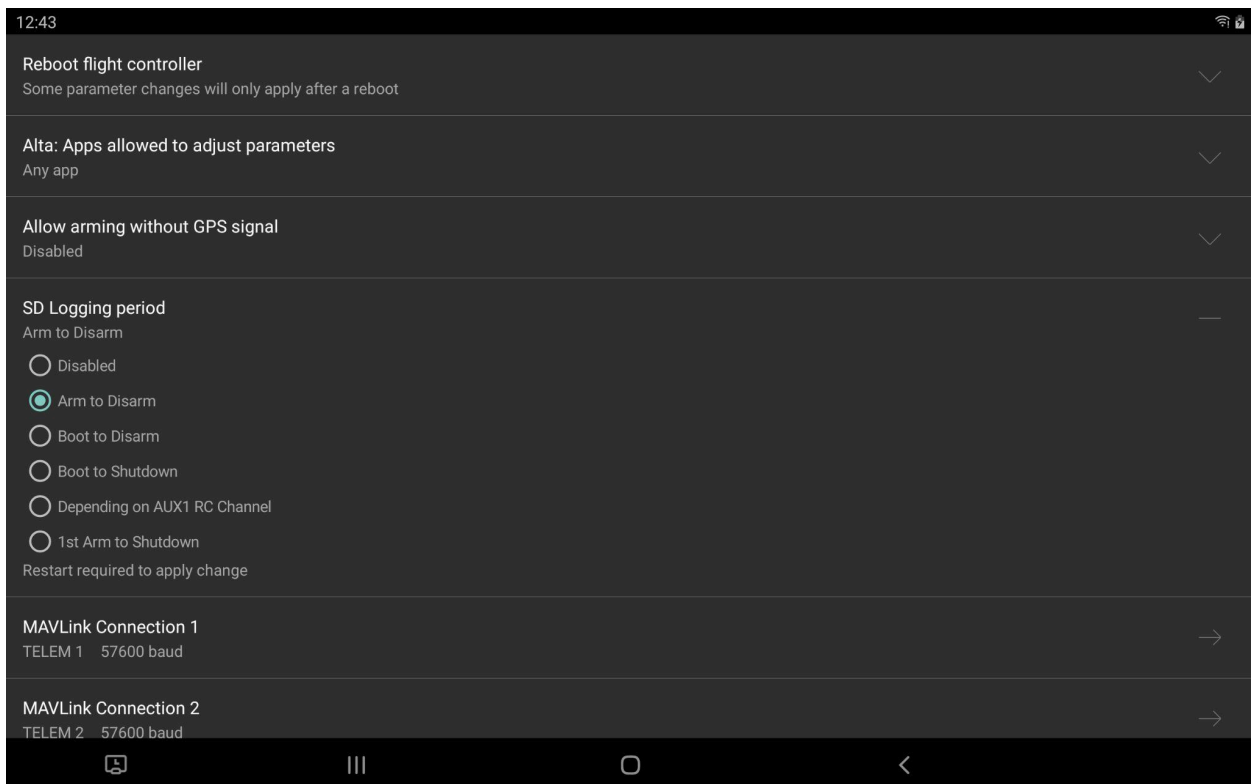 12:43
Reboot flight controller
Some parameter changes will only apply after a reboot
Alta: Apps allowed to adjust parameters
Any app
Allow arming without GPS signal
Disabled
SD Logging period
Arm to Disarm
Disabled
Arm to Disarm
Boot to Disarm
Boot to Shutdown
Depending on AUX1 RC Channel
1st Arm to Shutdown
Restart required to apply change
MAVLink Connection 1
TELEM 1 57600 baud
MAVLink Connection 2
TELEM 2 57600 baud